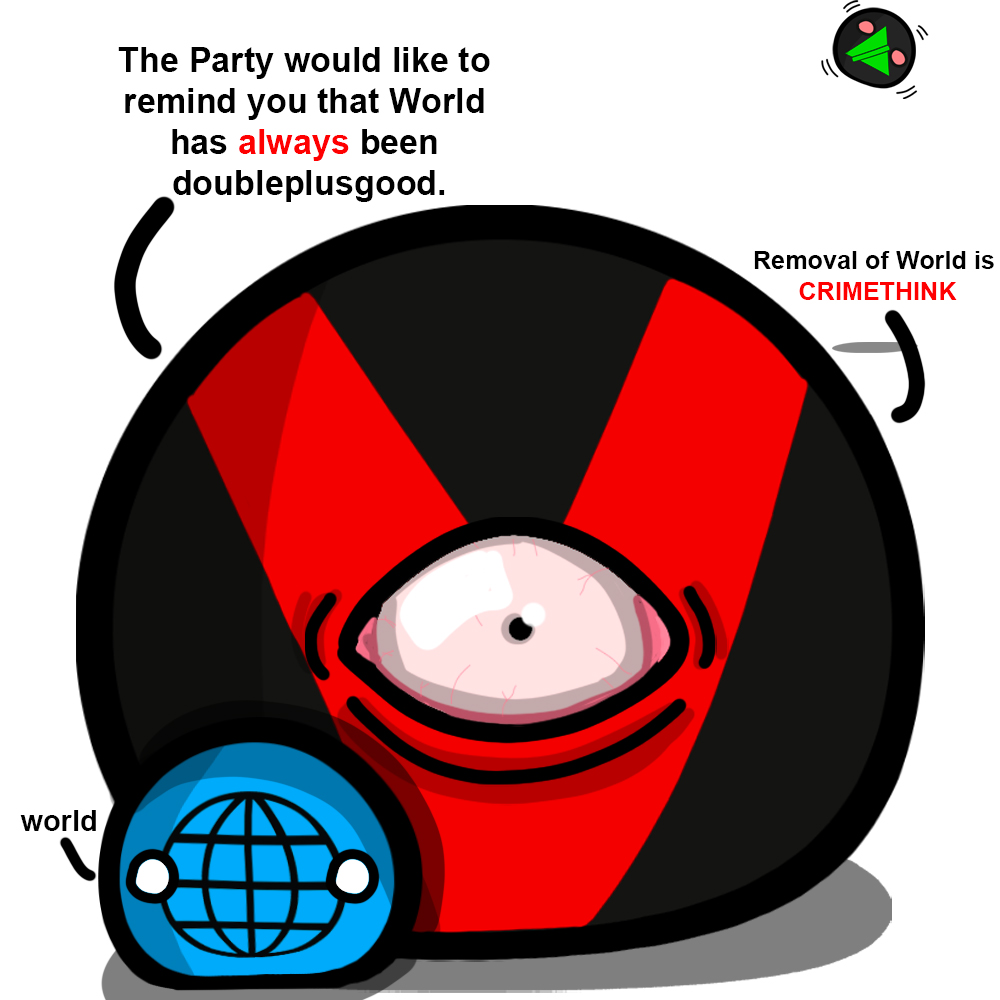 The Party would like to
remind you that World
has always been
doubleplusgood.
Removal of World is
CRIMETHINK
world